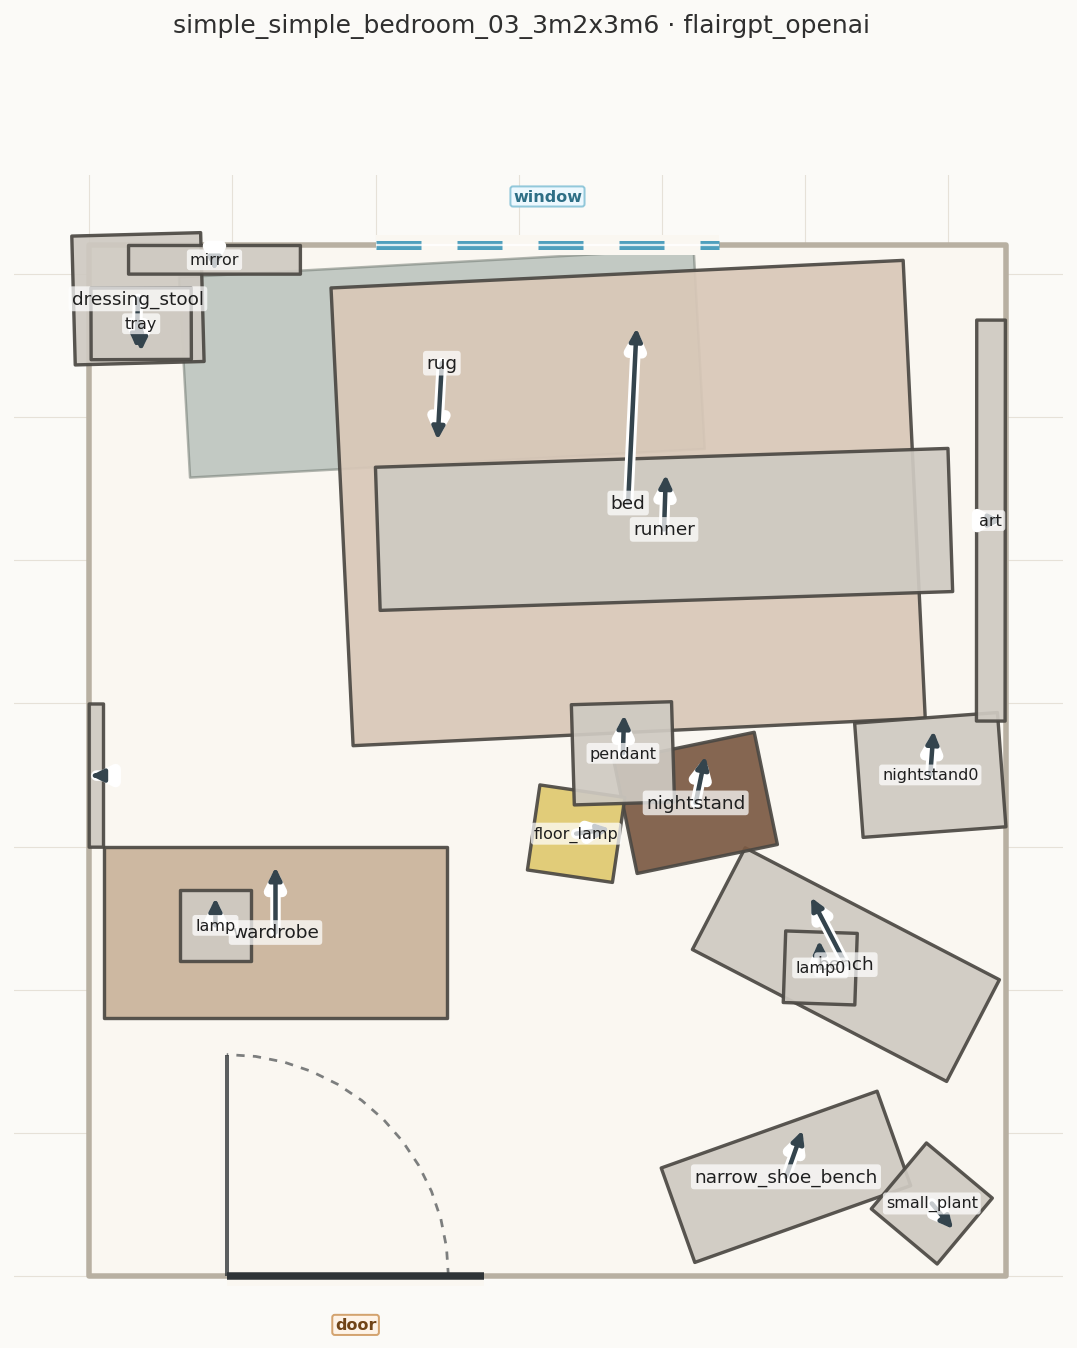 simple_simple_bedroom_03_3m2x3m6 · flairgpt_openai
window
mirror
dressing_stool
tray
rug
bed
runner
art
pendant
nightstand0
nightstand
floor_lamp
lamp
wardrobe
lamp0
narrow_shoe_bench
small_plant
door